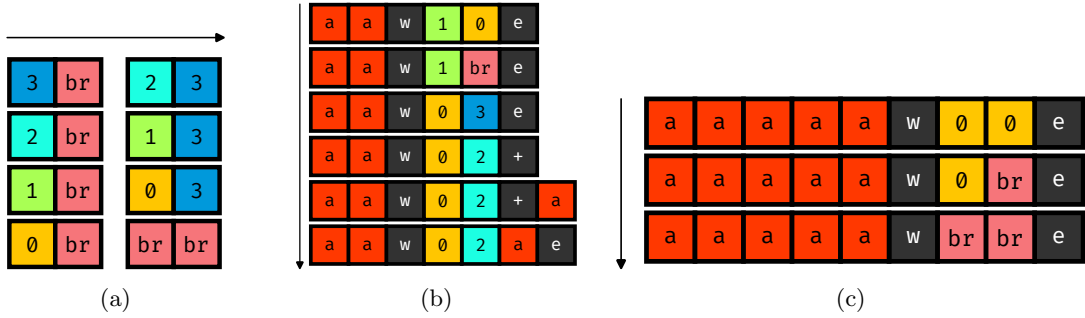 3 br 2 3
2 br 1 3
1 br 0 3
0 br br br
(a)
a a w 1 0 e
a a w 1 br e
a a w 0 3 e
a a w 0 2 +
a a w 0 2 + a
a a w 0 2 a e
(b)
a a a a a w 0 0 e
a a a a a w 0 br e
a a a a a w br br e
(c)